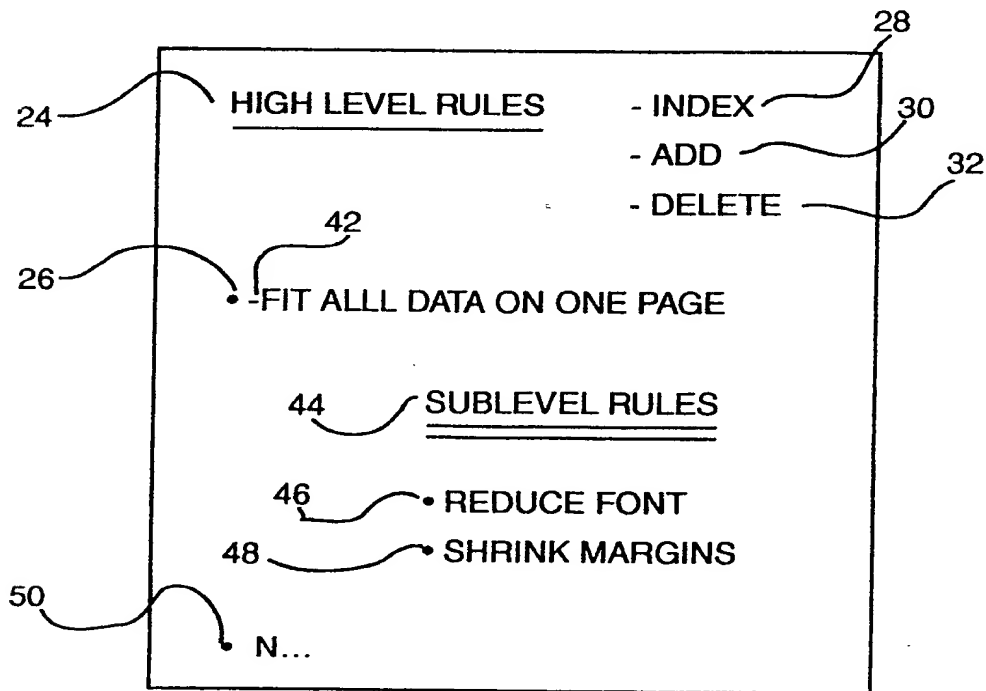 28
24 HIGH LEVEL RULES - INDEX
30
- ADD
32
- DELETE
42
26
• -FIT ALLL DATA ON ONE PAGE
44 SUBLEVEL RULES
46 • REDUCE FONT
48 • SHRINK MARGINS
50
• N...